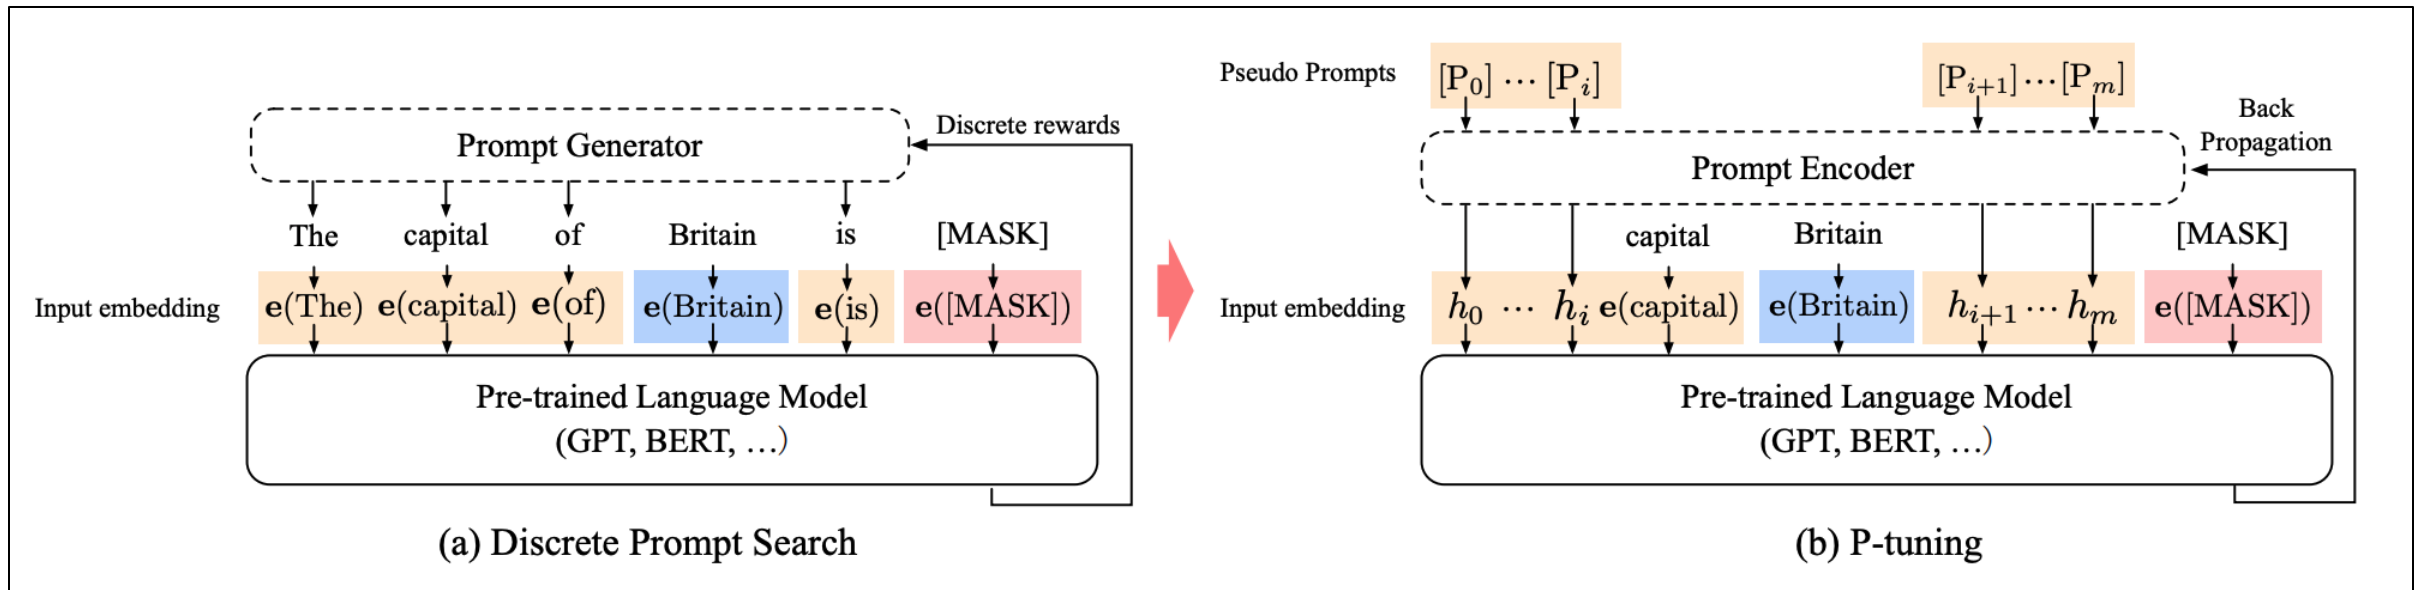 Prompt Generator
Discrete rewards
The capital of Britain is [MASK]
Input embedding e(The) e(capital) e(of) e(Britain) e(is) e([MASK])
Pre-trained Language Model
(GPT, BERT, …)
(a) Discrete Prompt Search
Pseudo Prompts [P0] ⋯ [Pi] [Pi+1] ⋯ [Pm]
Back
Propagation
Prompt Encoder
capital Britain [MASK]
Input embedding h0 ⋯ hi e(capital) e(Britain) hi+1 ⋯ hm e([MASK])
Pre-trained Language Model
(GPT, BERT, …)
(b) P-tuning